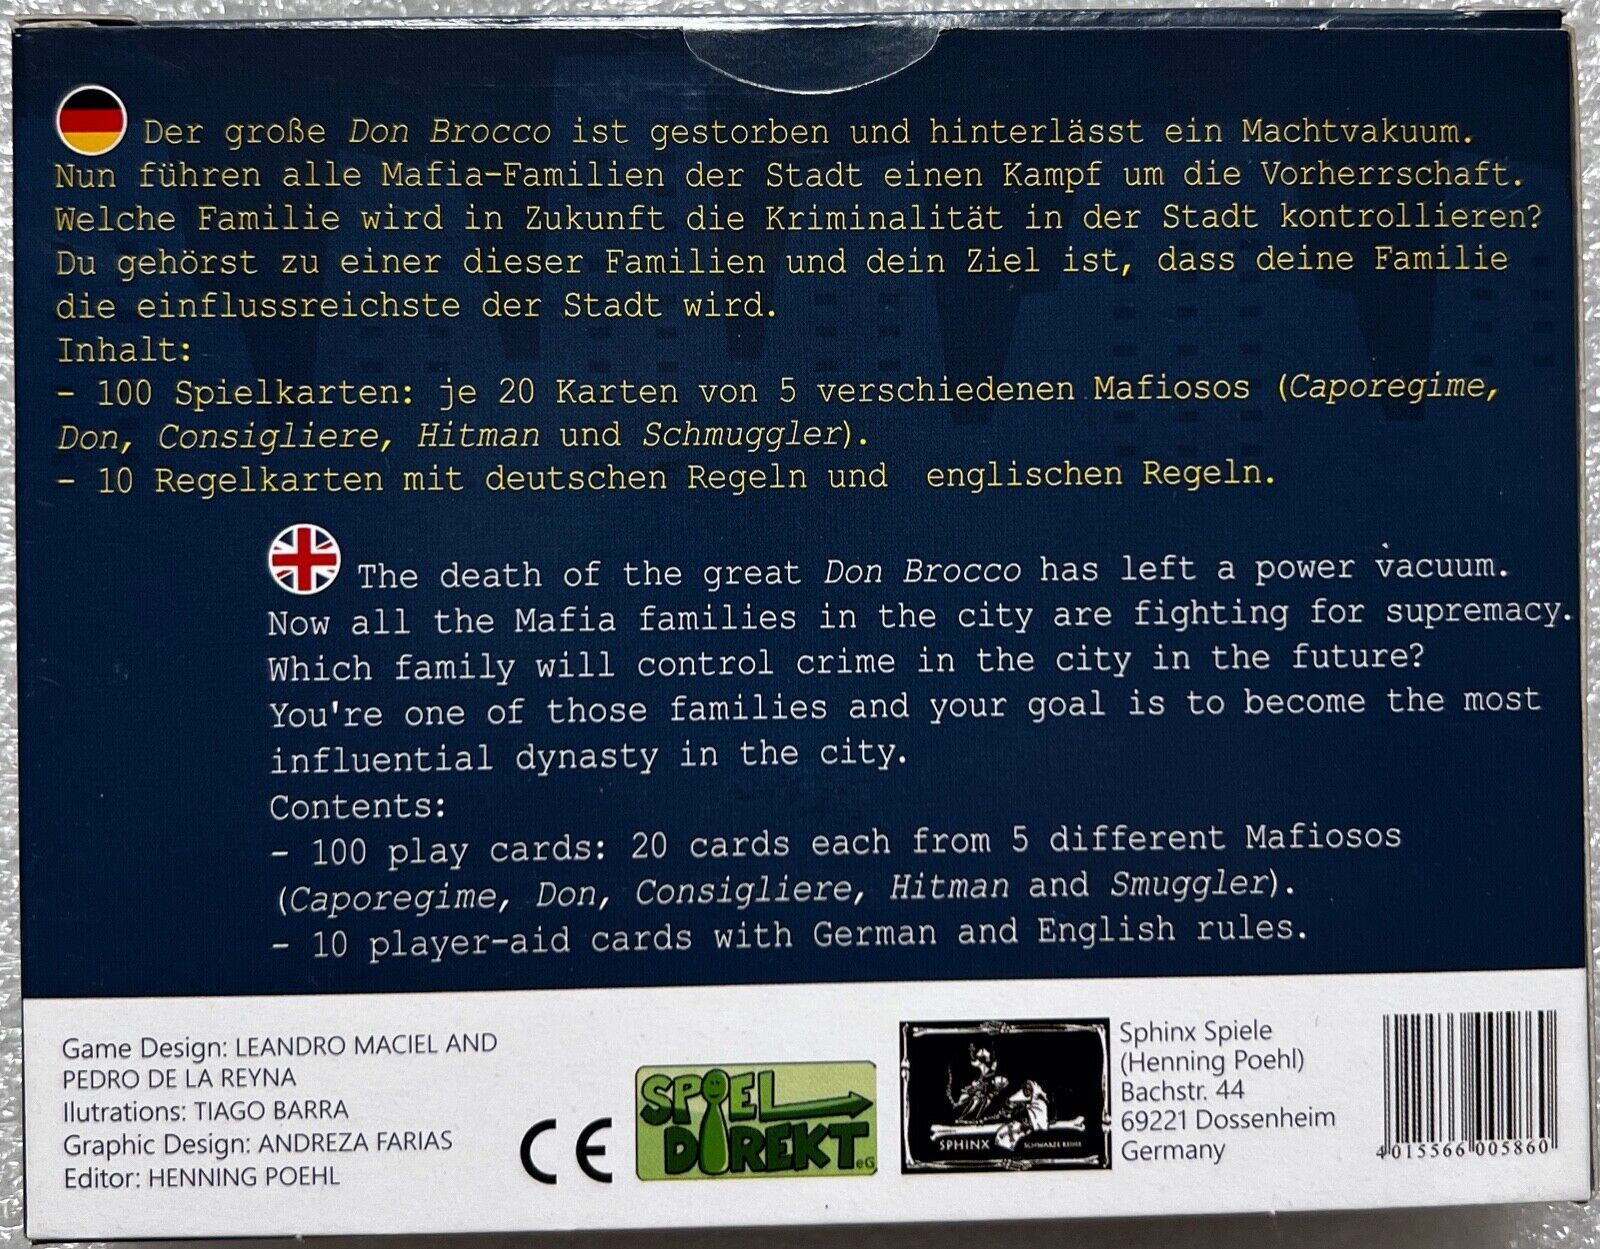 Der große Don Brocco ist gestorben und hinterlässt ein Machtvakuum.
Nun führen alle Mafia-Familien der Stadt einen Kampf um die Vorherrschaft.
Welche Familie wird in Zukunft die Kriminalität in der Stadt kontrollieren?
Du gehörst zu einer dieser Familien und dein Ziel ist, dass deine Familie
die einflussreichste der Stadt wird.
Inhalt:
- 100 Spielkarten: je 20 Karten von 5 verschiedenen Mafiosos (Caporegime,
Don, Consigliere, Hitman und Schmuggler).
- 10 Regelkarten mit deutschen Regeln und englischen Regeln.
The death of the great Don Brocco has left a power vacuum.
Now all the Mafia families in the city are fighting for supremacy.
Which family will control crime in the city in the future?
You're one of those families and your goal is to become the most
influential dynasty in the city.
Contents:
- 100 play cards: 20 cards each from 5 different Mafiosos
(Caporegime, Don, Consigliere, Hitman and Smuggler).
- 10 player-aid cards with German and English rules.
Game Design: LEANDRO MACIEL AND
PEDRO DE LA REYNA
Ilutrations: TIAGO BARRA
Graphic Design: ANDREZA FARIAS
Editor: HENNING POEHL
CE
SPIEL
DIREKT eG
SPHINX SCHWARZE REIHE
Sphinx Spiele
(Henning Poehl)
Bachstr. 44
69221 Dossenheim
Germany
4 015566 005860